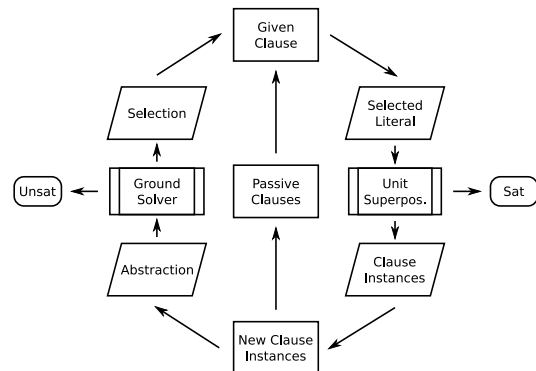 Given
Clause
Selection
Selected
Literal
Unsat
Ground
Solver
Passive
Clauses
Unit
Superpos.
Sat
Abstraction
Clause
Instances
New Clause
Instances